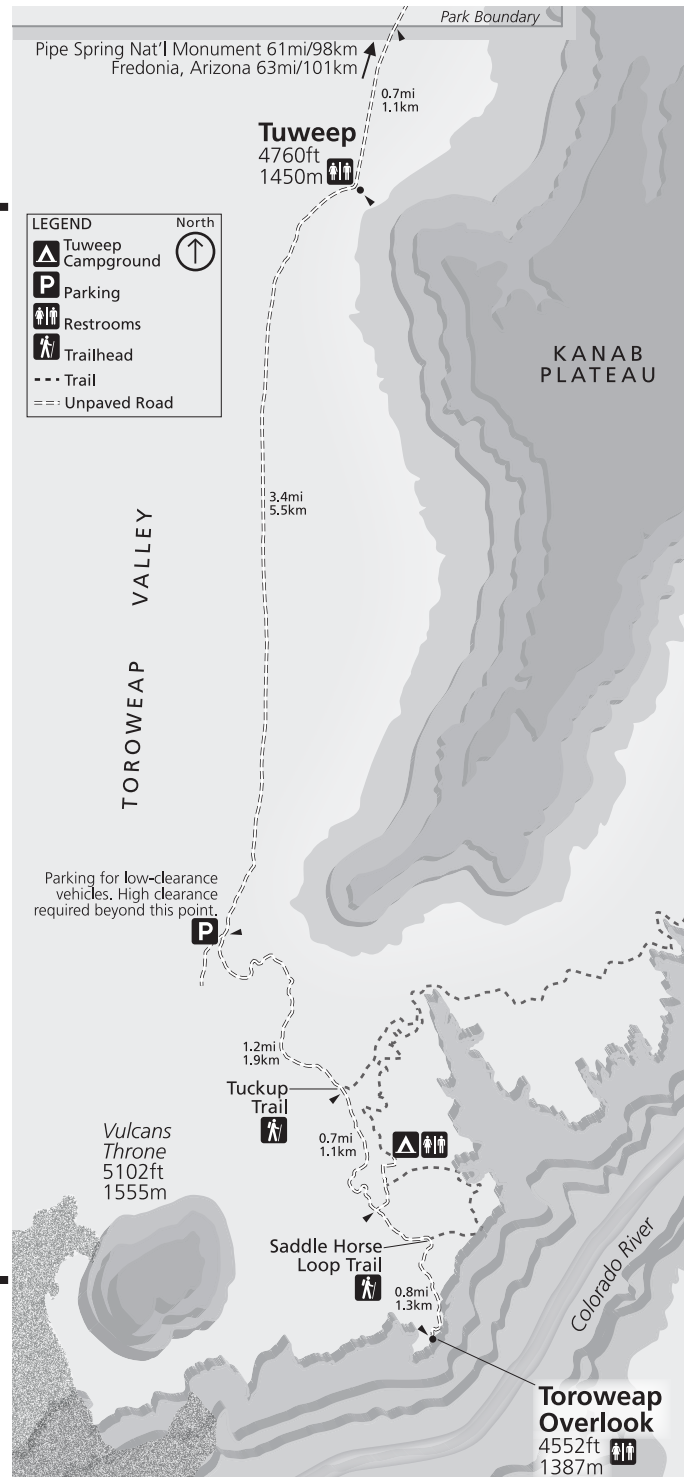 Park Boundary
Pipe Spring Nat'l Monument 61mi/98km
Fredonia, Arizona 63mi/101km
0.7mi
1.1km
Tuweep
4760ft
1450m
LEGEND
North
Tuweep
Campground
P
Parking
Restrooms
Trailhead
Trail
Unpaved Road
KANAB
PLATEAU
3.4mi
5.5km
TOROWEAP VALLEY
Parking for low-clearance
vehicles. High clearance
required beyond this point.
P
1.2mi
1.9km
Tuckup
Trail
0.7mi
1.1km
Vulcans
Throne
5102ft
1555m
Saddle Horse
Loop Trail
0.8mi
1.3km
Colorado River
Toroweap
Overlook
4552ft
1387m